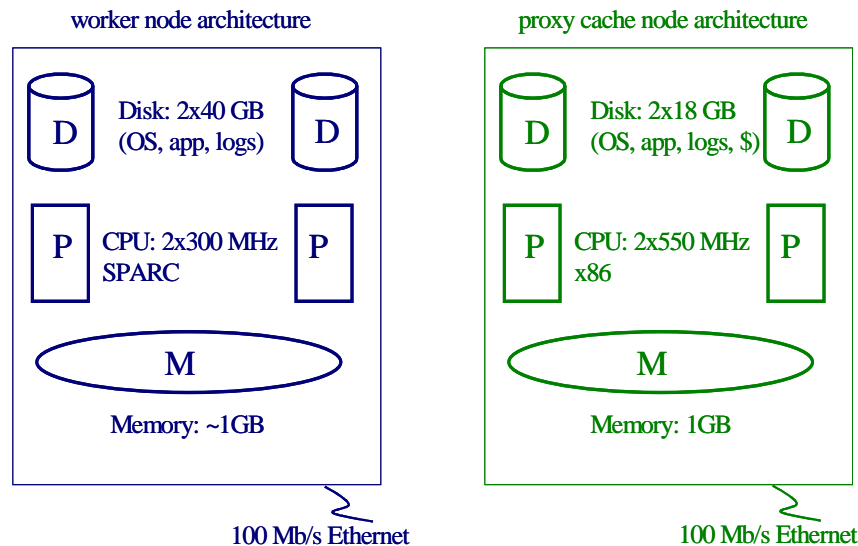 worker node architecture
D
Disk: 2x40 GB
(OS, app, logs)
D
P
CPU: 2x300 MHz
SPARC
P
M
Memory: ~1GB
100 Mb/s Ethernet
proxy cache node architecture
D
Disk: 2x18 GB
(OS, app, logs, $)
D
P
CPU: 2x550 MHz
x86
P
M
Memory: 1GB
100 Mb/s Ethernet